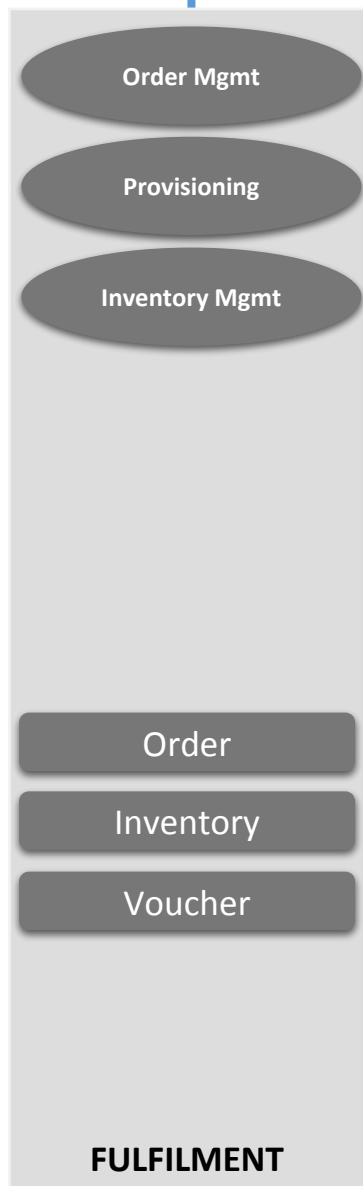 Order Mgmt
Provisioning
Inventory Mgmt
Order
Inventory
Voucher
FULFILMENT